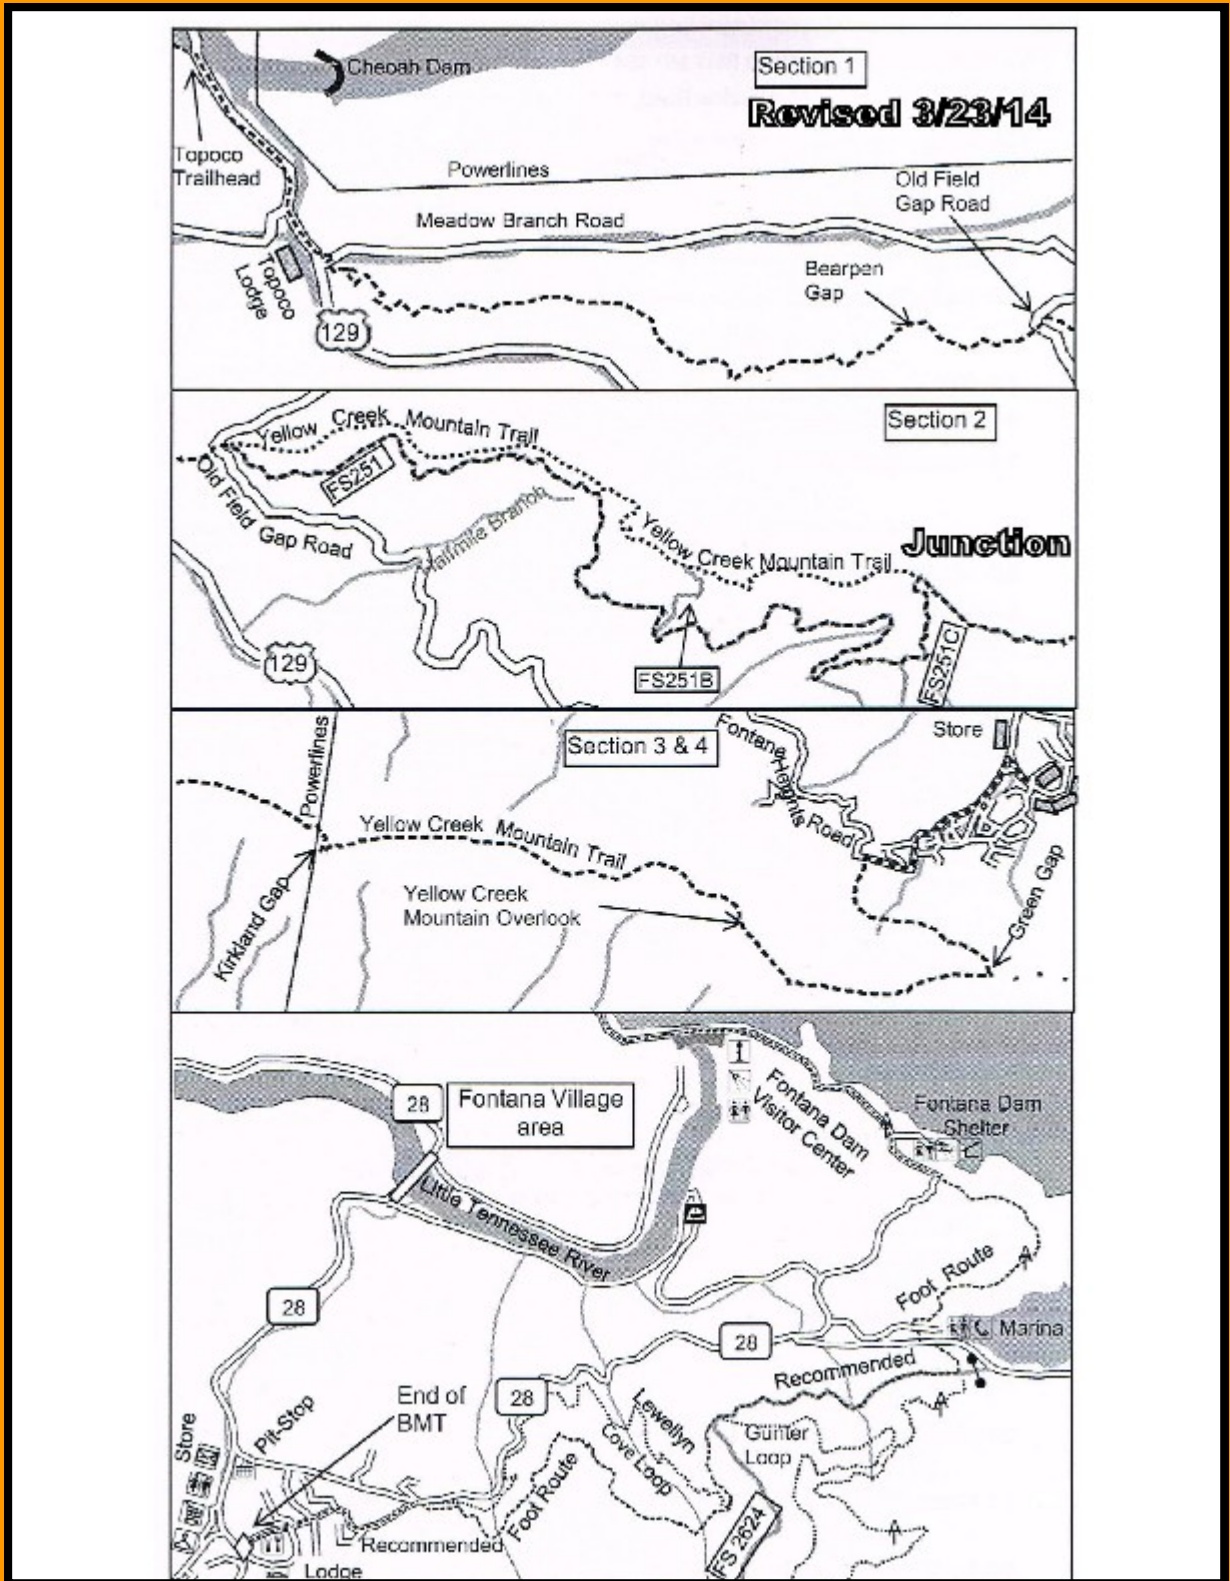 Cheoah Dam
Section 1
Revised 3/23/14
Topoco
Trailhead
Powerlines
Old Field
Gap Road
Meadow Branch Road
Bearpen
Gap
Topoco
Lodge
129
Yellow Creek Mountain Trail
Section 2
FS251
Old Field Gap Road
Halfmile Branch
Yellow Creek Mountain Trail
Junction
129
FS251B
FS251C
Powerlines
Section 3 & 4
Fontana Heights Road
Store
Yellow Creek Mountain Trail
Kirkland Gap
Yellow Creek
Mountain Overlook
Green Gap
28
Fontana Village
area
Fontana Dam
Visitor Center
Fontana Dam
Shelter
Little Tennessee River
28
Foot Route
28
Marina
Recommended
End of
BMT
28
Store
Pit-Stop
Lewellyn
Cove Loop
Gunter
Loop
Foot Route
FS 2624
Recommended
Lodge